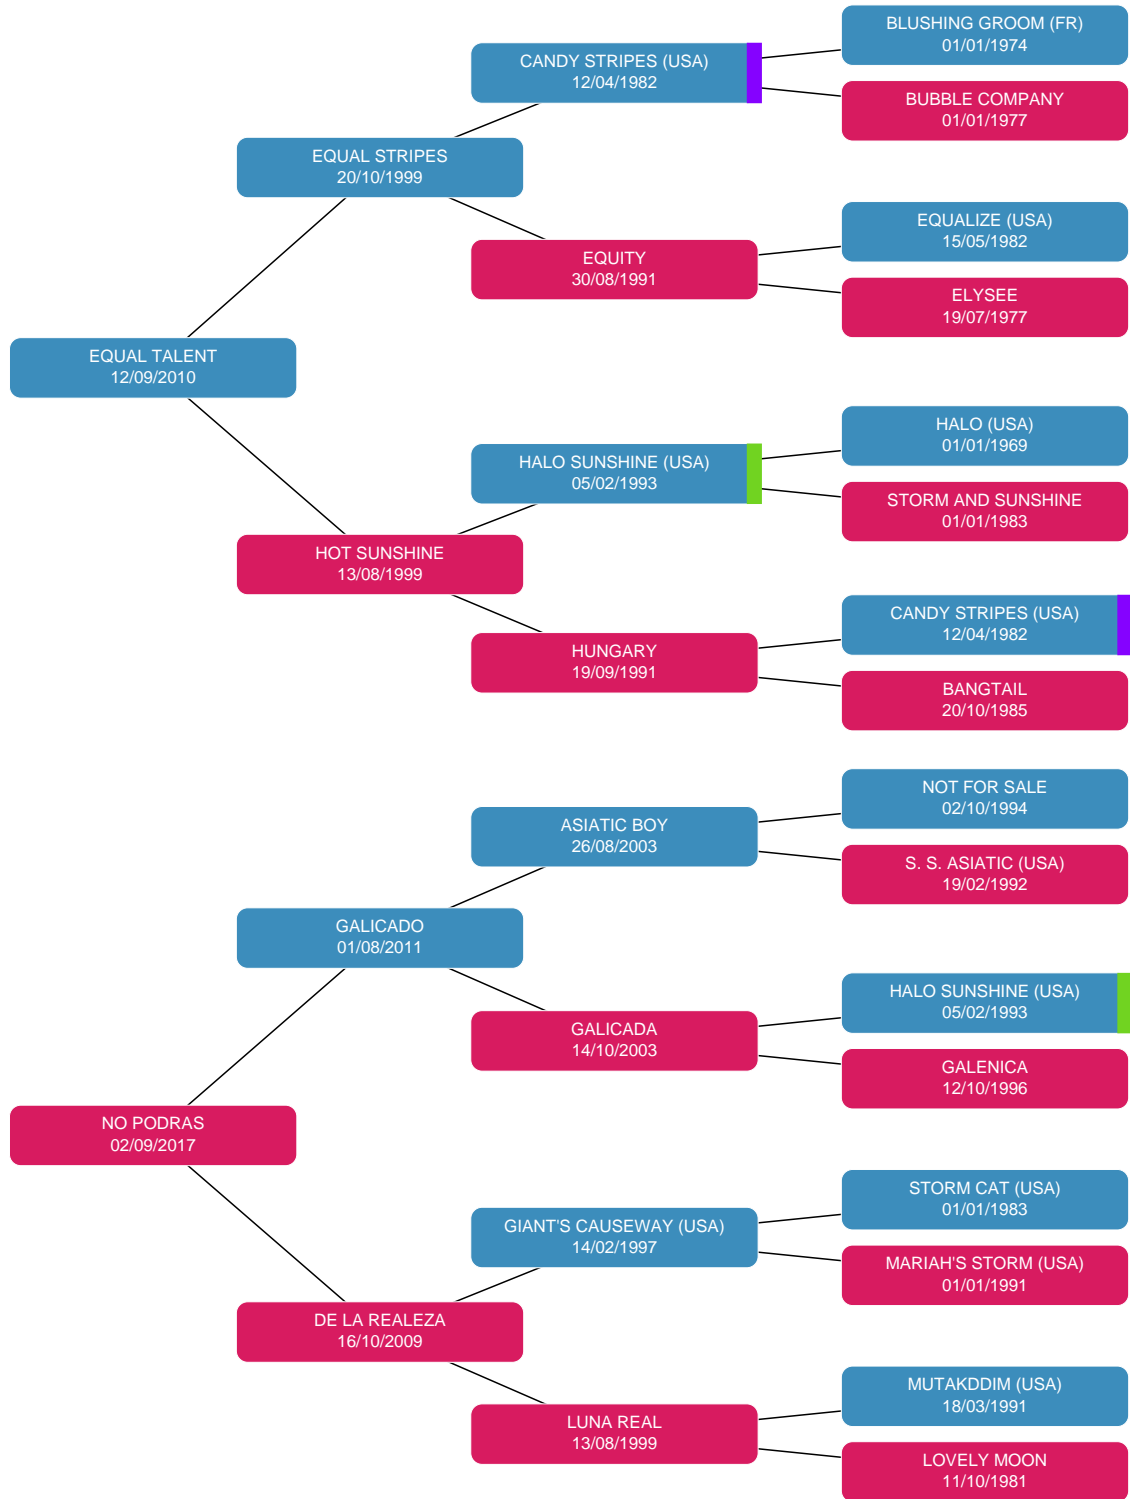 BLUSHING GROOM (FR)
01/01/1974
CANDY STRIPES (USA)
12/04/1982
BUBBLE COMPANY
01/01/1977
EQUAL STRIPES
20/10/1999
EQUALIZE (USA)
15/05/1982
EQUITY
30/08/1991
ELYSEE
19/07/1977
EQUAL TALENT
12/09/2010
HALO (USA)
01/01/1969
HALO SUNSHINE (USA)
05/02/1993
STORM AND SUNSHINE
01/01/1983
HOT SUNSHINE
13/08/1999
CANDY STRIPES (USA)
12/04/1982
HUNGARY
19/09/1991
BANGTAIL
20/10/1985
NOT FOR SALE
02/10/1994
ASIATIC BOY
26/08/2003
S. S. ASIATIC (USA)
19/02/1992
GALICADO
01/08/2011
HALO SUNSHINE (USA)
05/02/1993
GALICADA
14/10/2003
GALENICA
12/10/1996
NO PODRAS
02/09/2017
STORM CAT (USA)
01/01/1983
GIANT'S CAUSEWAY (USA)
14/02/1997
MARIAH'S STORM (USA)
01/01/1991
DE LA REALEZA
16/10/2009
MUTAKDDIM (USA)
18/03/1991
LUNA REAL
13/08/1999
LOVELY MOON
11/10/1981